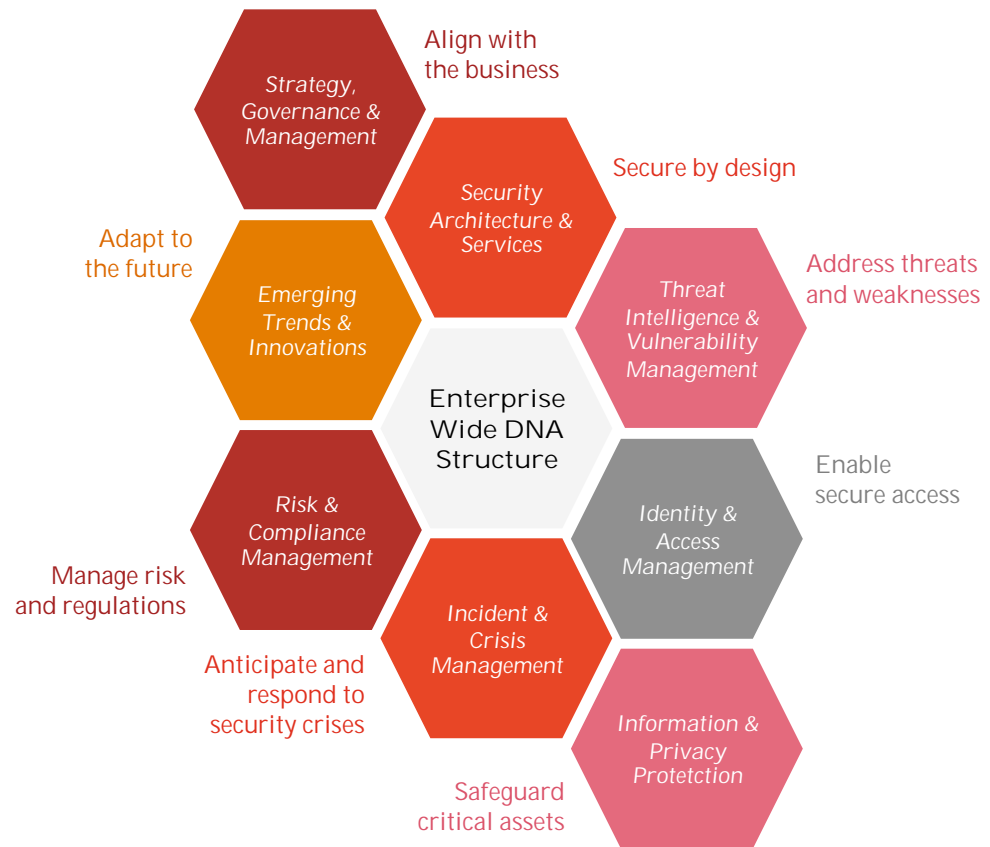 Align with
the business
Strategy,
Governance &
Management
Secure by design
Security
Architecture &
Services
Adapt to
the future
Address threats
and weaknesses
Emerging
Trends &
Innovations
Threat
Intelligence &
Vulnerability
Management
Enterprise
Wide DNA
Structure
Enable
secure access
Risk &
Compliance
Management
Identity &
Access
Management
Manage risk
and regulations
Incident &
Crisis
Management
Anticipate and
respond to
security crises
Information &
Privacy
Protetction
Safeguard
critical assets